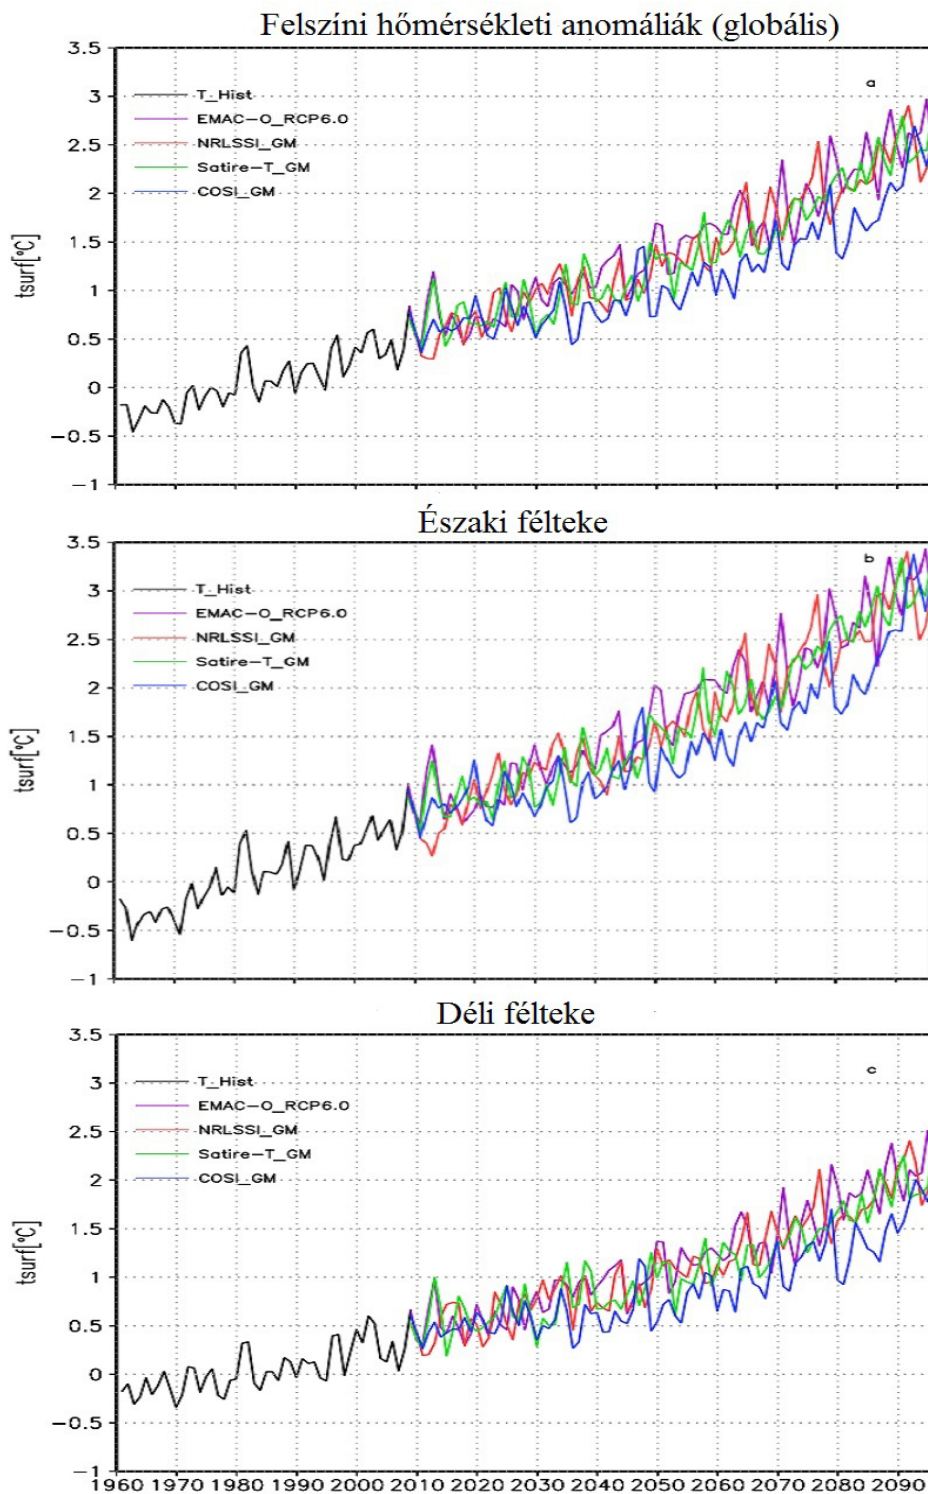 Felszíni hőmérsékleti anomáliák (globális)
3.5
3
2.5
2
1.5
1
0.5
0
−0.5
−1
tsurf[°C]
a
T_Hist
EMAC−O_RCP6.0
NRLSSI_GM
Satire−T_GM
COSI_GM
Északi félteke
3.5
3
2.5
2
1.5
1
0.5
0
−0.5
−1
tsurf[°C]
b
T_Hist
EMAC−O_RCP6.0
NRLSSI_GM
Satire−T_GM
COSI_GM
Déli félteke
3.5
3
2.5
2
1.5
1
0.5
0
−0.5
−1
tsurf[°C]
c
T_Hist
EMAC−O_RCP6.0
NRLSSI_GM
Satire−T_GM
COSI_GM
1960 1970 1980 1990 2000 2010 2020 2030 2040 2050 2060 2070 2080 2090